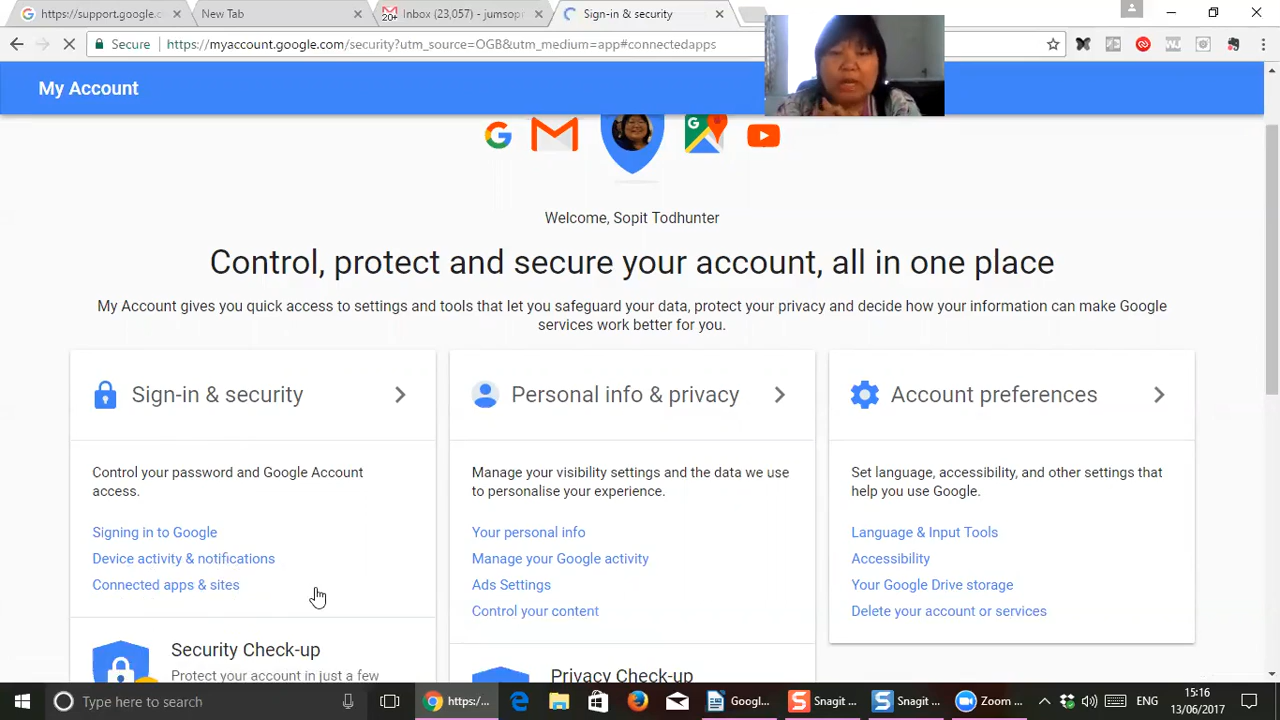 https://support.google.c
New Tab
20+ Inbox (23,057) - jumsop
Sign-in & security
Secure
https://myaccount.google.com/security?utm_source=OGB&utm_medium=app#connectedapps
My Account
Welcome, Sopit Todhunter
Control, protect and secure your account, all in one place
My Account gives you quick access to settings and tools that let you safeguard your data, protect your privacy and decide how your information can make Google
services work better for you.
Sign-in & security
Control your password and Google Account
access.
Signing in to Google
Device activity & notifications
Connected apps & sites
Security Check-up
Protect your account in just a few
Personal info & privacy
Manage your visibility settings and the data we use
to personalise your experience.
Your personal info
Manage your Google activity
Ads Settings
Control your content
Privacy Check-up
Account preferences
Set language, accessibility, and other settings that
help you use Google.
Language & Input Tools
Accessibility
Your Google Drive storage
Delete your account or services
Type here to search
https:/...
Googl...
Snagit ...
Snagit ...
Zoom ...
ENG
15:16
13/06/2017